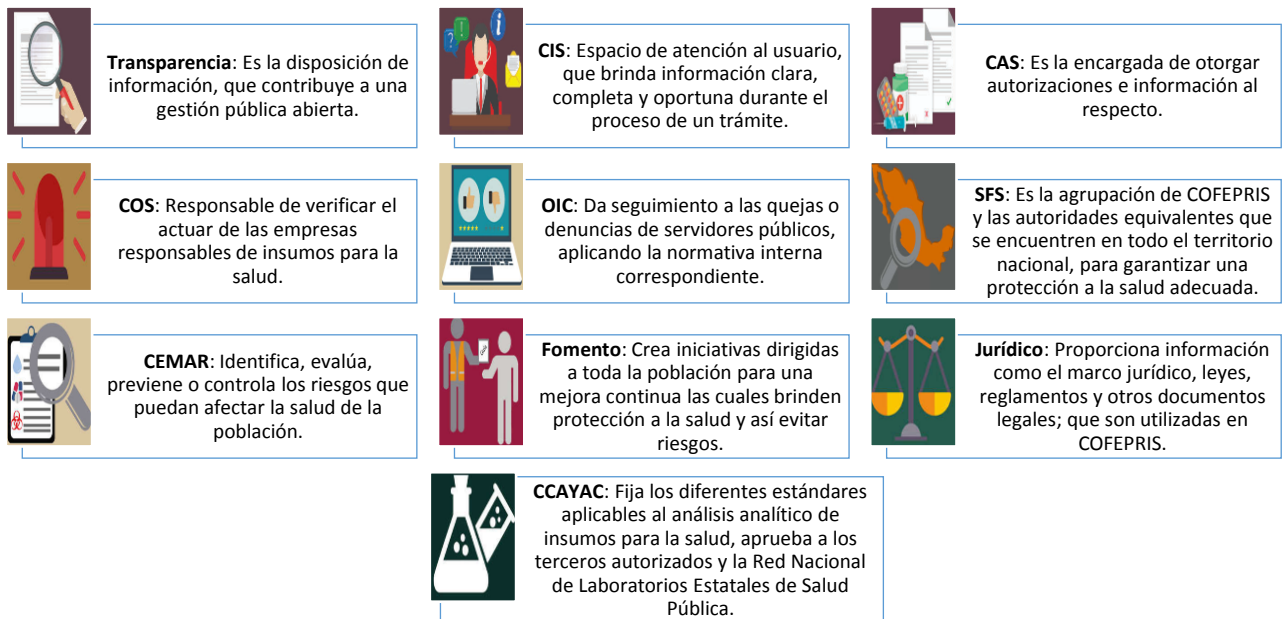 Transparencia: Es la disposición de
información, que contribuye a una
gestión pública abierta.
CIS: Espacio de atención al usuario,
que brinda información clara,
completa y oportuna durante el
proceso de un trámite.
CAS: Es la encargada de otorgar
autorizaciones e información al
respecto.
COS: Responsable de verificar el
actuar de las empresas
responsables de insumos para la
salud.
OIC: Da seguimiento a las quejas o
denuncias de servidores públicos,
aplicando la normativa interna
correspondiente.
SFS: Es la agrupación de COFEPRIS
y las autoridades equivalentes que
se encuentren en todo el territorio
nacional, para garantizar una
protección a la salud adecuada.
CEMAR: Identifica, evalúa,
previene o controla los riesgos que
puedan afectar la salud de la
población.
Fomento: Crea iniciativas dirigidas
a toda la población para una
mejora continua las cuales brinden
protección a la salud y así evitar
riesgos.
Jurídico: Proporciona información
como el marco jurídico, leyes,
reglamentos y otros documentos
legales; que son utilizadas en
COFEPRIS.
CCAYAC: Fija los diferentes estándares
aplicables al análisis analítico de
insumos para la salud, aprueba a los
terceros autorizados y la Red Nacional
de Laboratorios Estatales de Salud
Pública.